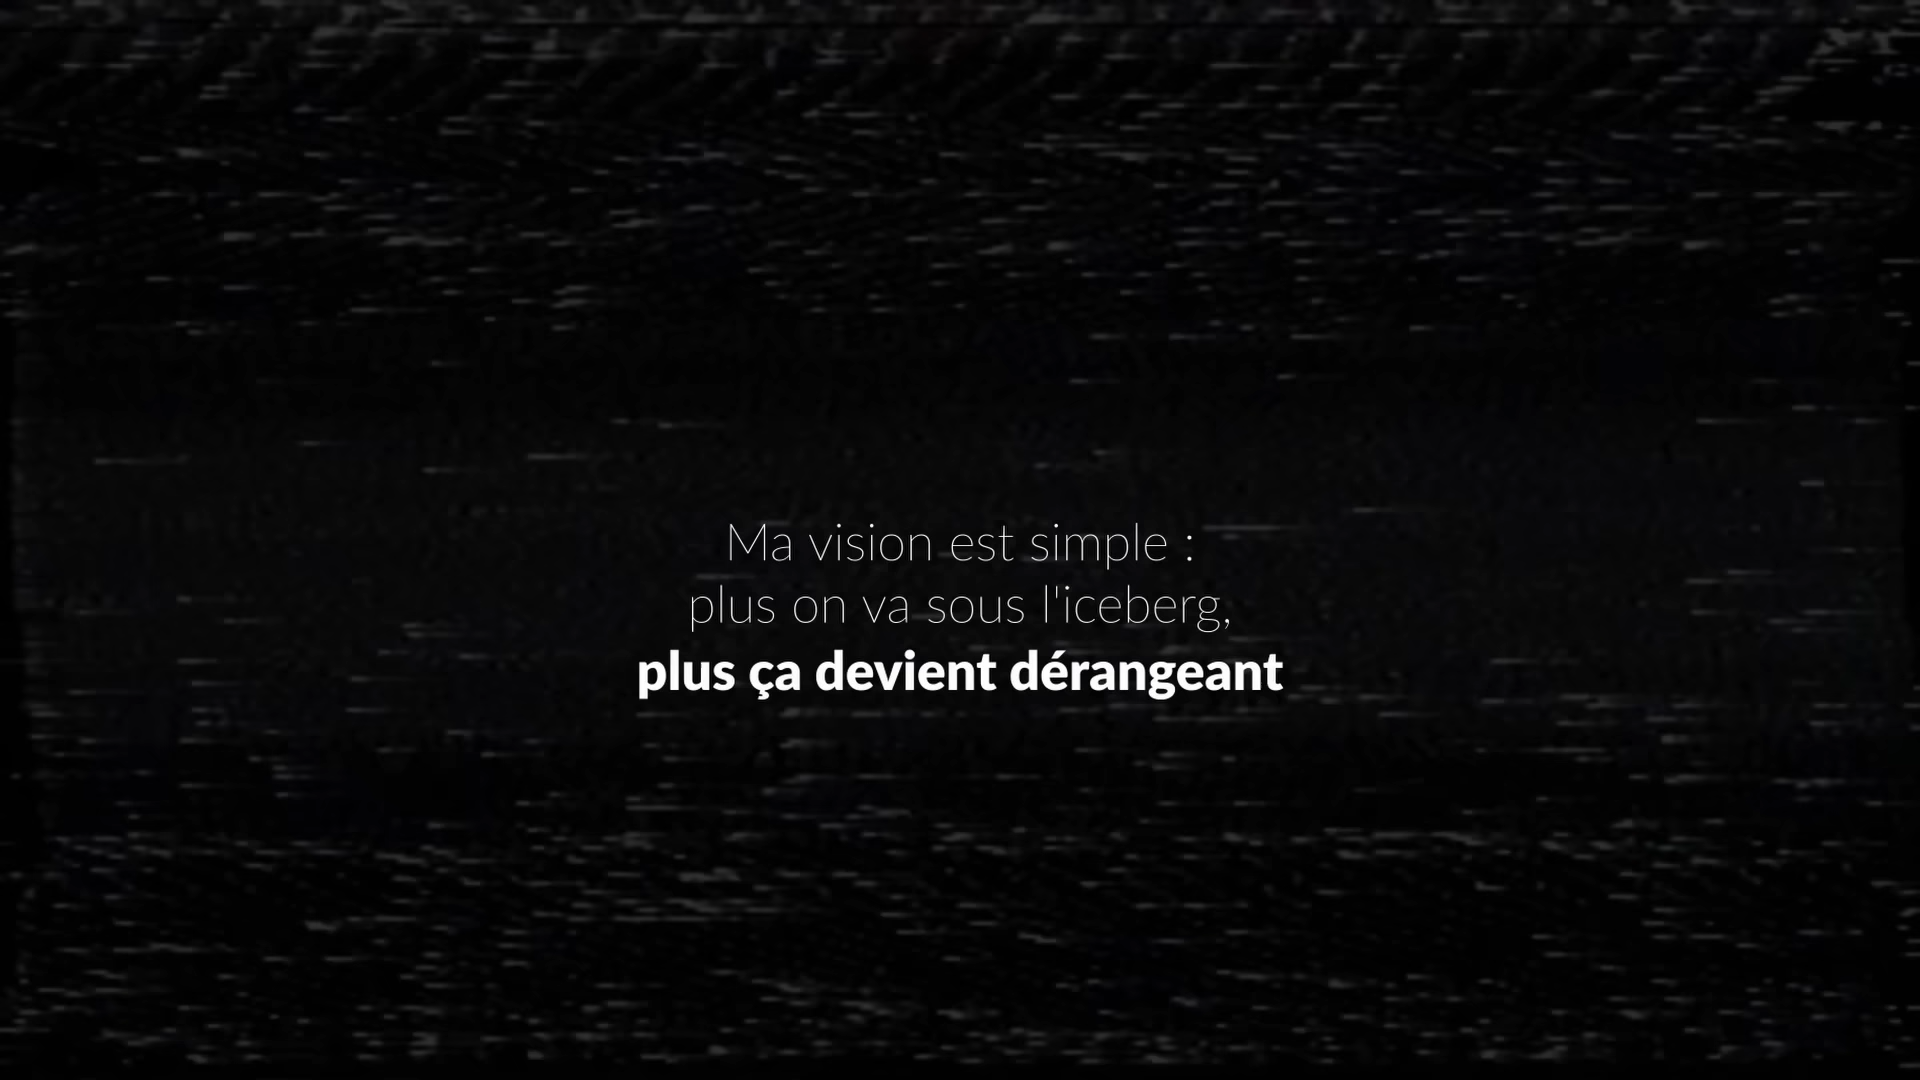 Ma vision est simple :
plus on va sous l'iceberg,
plus ça devient dérangeant